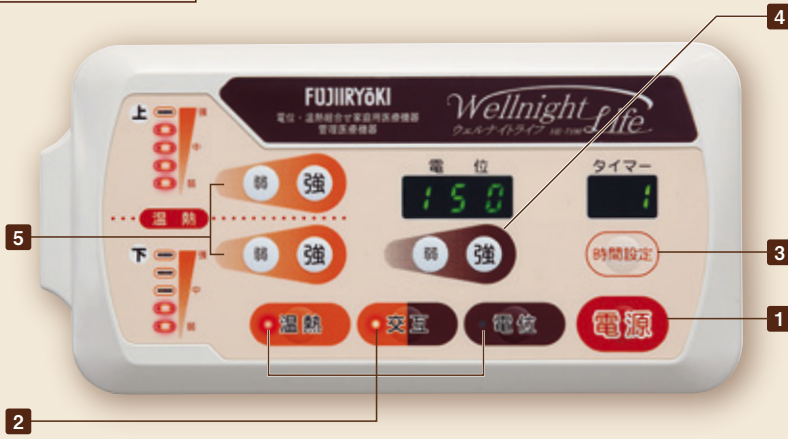 4
FUJIIRYōKI
電位・温熱組合せ家庭用医療機器
管理医療機器
Wellnight Life
ウェルナイトライフ
上
強
中
弱
弱 強
電位
150
タイマー
1
温熱
5
下
強
中
弱
弱 強
弱 強
時間設定
3
温熱
交互
電位
電源
1
2